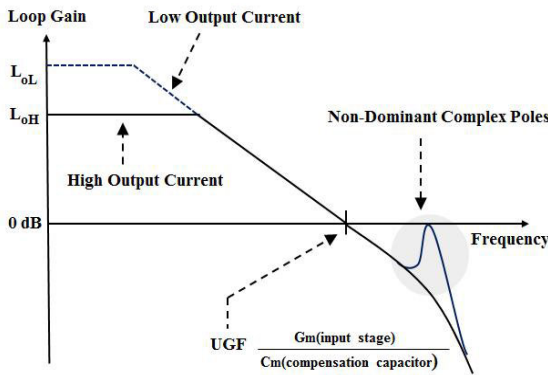 Loop Gain
Low Output Current
LoL
LoH
Non-Dominant Complex Poles
High Output Current
0 dB
Frequency
UGF
Gm(input stage)
Cm(compensation capacitor)